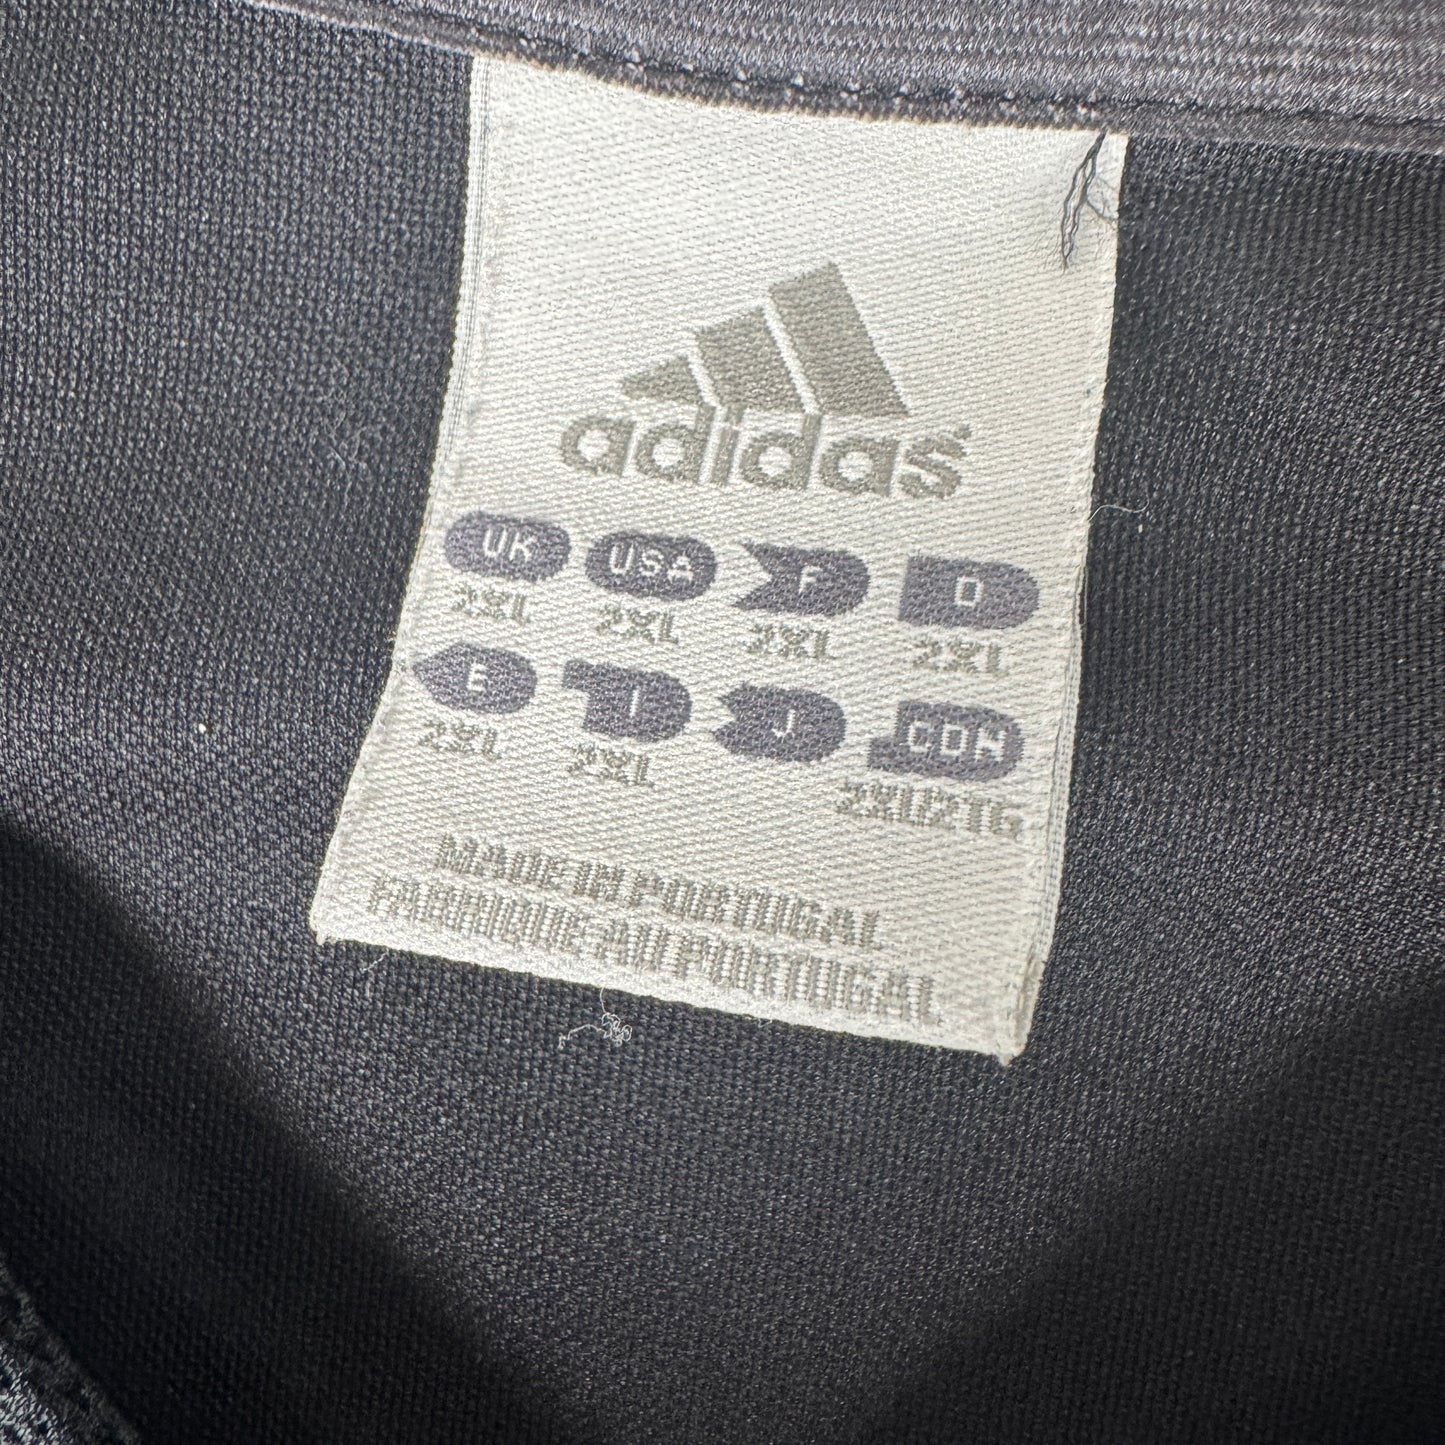 adidas
UK USA F D
2XL 2XL 2XL 2XL
E I J CDN
2XL 2XL 2XL/2TG
MADE IN PORTUGAL
FABRIQUE AU PORTUGAL